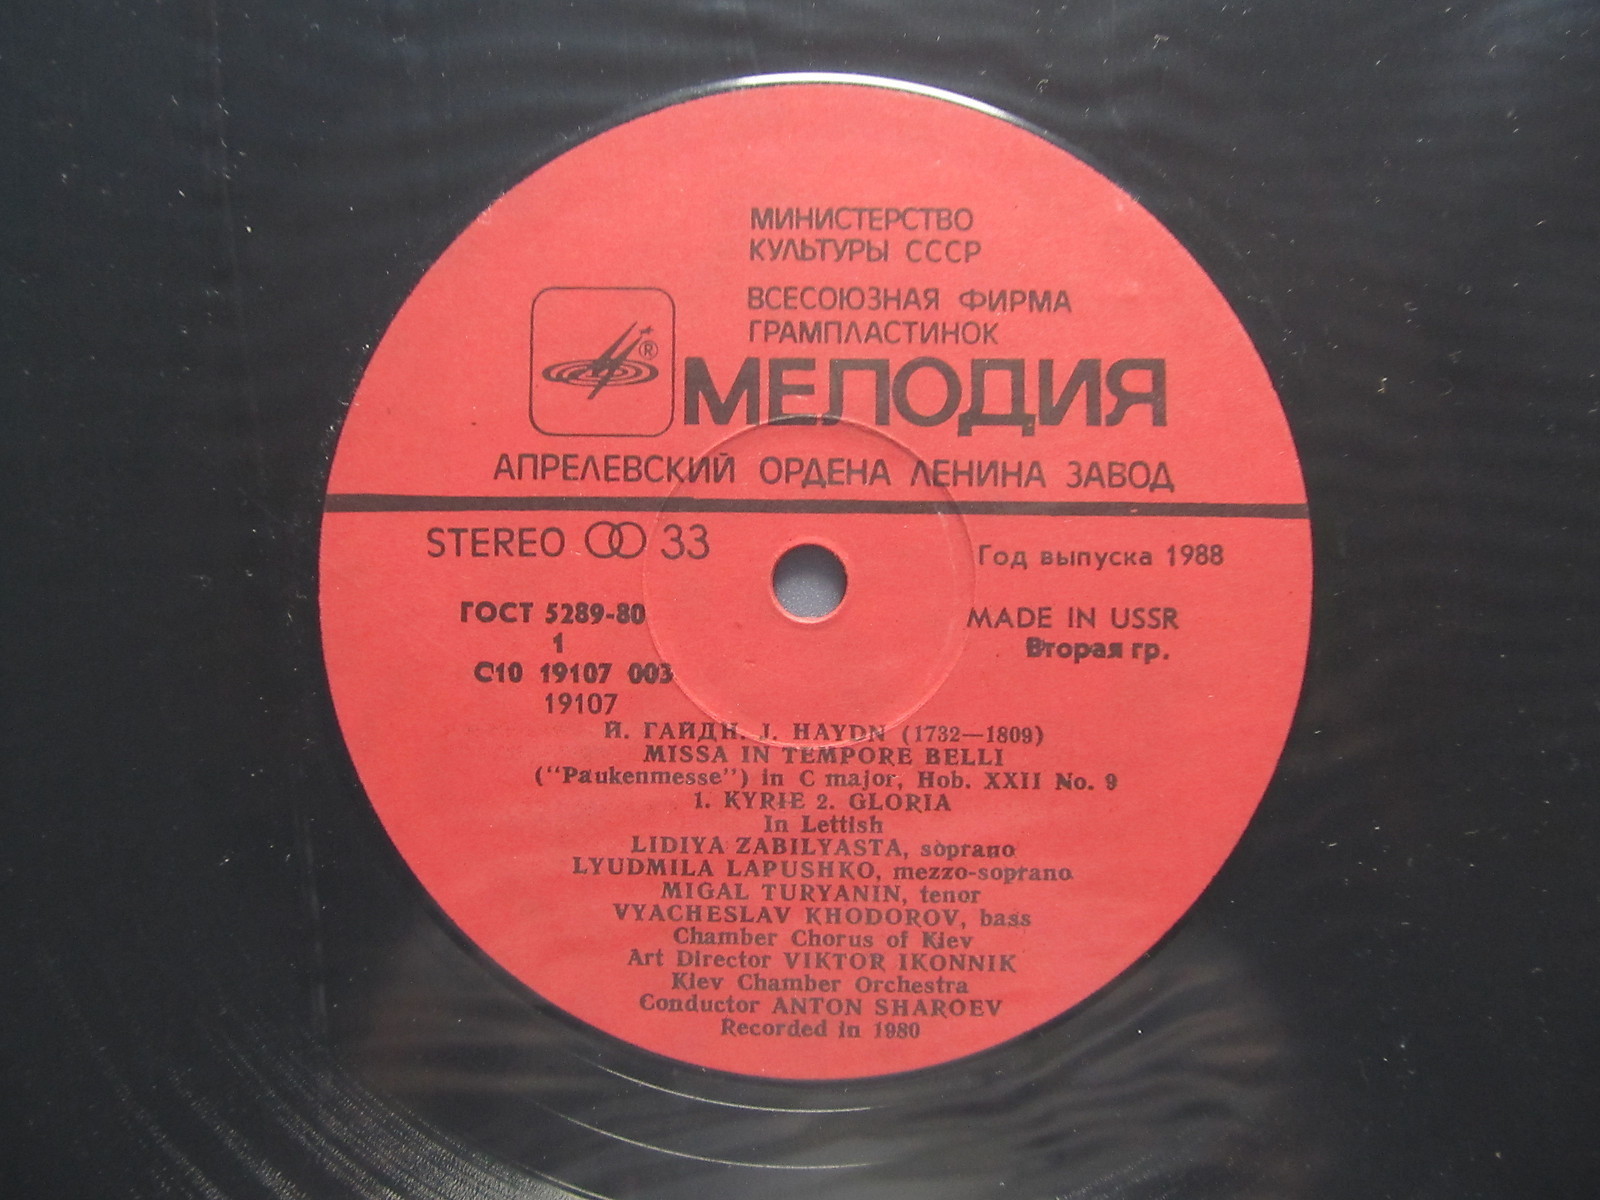 МИНИСТЕРСТВО
КУЛЬТУРЫ СССР
ВСЕСОЮЗНАЯ ФИРМА
ГРАМПЛАСТИНОК
®
МЕЛОДИЯ
АПРЕЛЕВСКИЙ ОРДЕНА ЛЕНИНА ЗАВОД
STEREO 33
Год выпуска 1988
ГОСТ 5289-80
MADE IN USSR
1
Вторая гр.
С10 19107 003
19107
Й. ГАЙДН. J. HAYDN (1732—1809)
MISSA IN TEMPORE BELLI
("Paukenmesse") in C major, Hob. XXII No. 9
1. KYRIE 2. GLORIA
In Lettish
LIDIYA ZABILYASTA, soprano
LYUDMILA LAPUSHKO, mezzo-soprano
MIGAL TURYANIN, tenor
VYACHESLAV KHODOROV, bass
Chamber Chorus of Kiev
Art Director VIKTOR IKONNIK
Kiev Chamber Orchestra
Conductor ANTON SHAROEV
Recorded in 1980